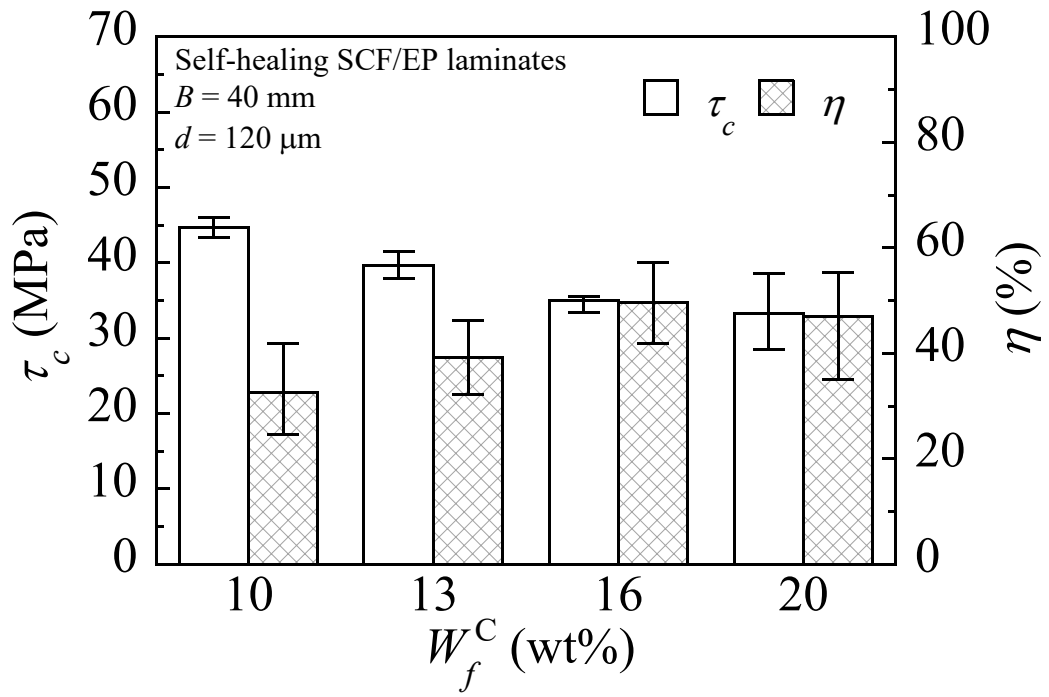 Self-healing SCF/EP laminates
B = 40 mm
d = 120 μm
τc η
70
60
50
40
30
20
10
0
τc (MPa)
100
80
60
40
20
0
η (%)
10 13 16 20
WfC (wt%)